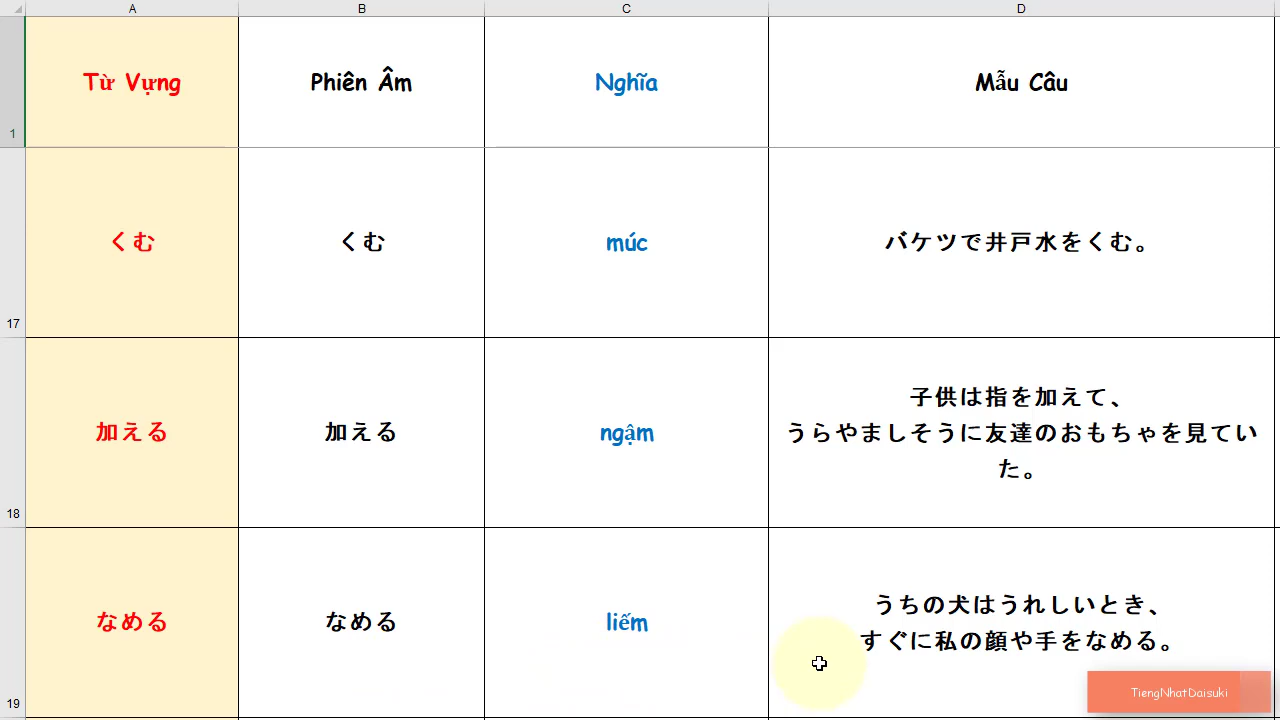 A B C D
1 Từ Vựng Phiên Âm Nghĩa Mẫu Câu
17 くむ くむ múc バケツで井戸水をくむ。
18 加える 加える ngậm 子供は指を加えて、
うらやましそうに友達のおもちゃを見てい
た。
19 なめる なめる liếm うちの犬はうれしいとき、
すぐに私の顔や手をなめる。
TiengNhatDaisuki